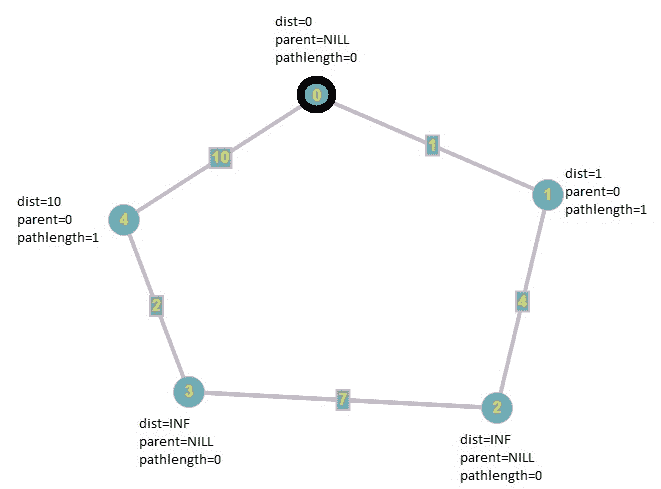 dist=0
parent=NILL
pathlength=0
0
10
1
dist=1
parent=0
pathlength=1
1
dist=10
parent=0
pathlength=1
4
2
4
3
7
2
dist=INF
parent=NILL
pathlength=0
dist=INF
parent=NILL
pathlength=0